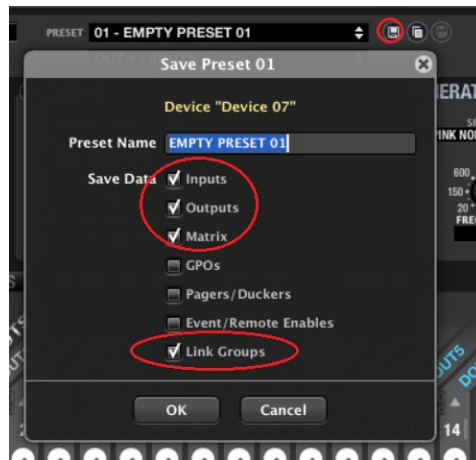 PRESET 01 - EMPTY PRESET 01
Save Preset 01
Device "Device 07"
Preset Name EMPTY PRESET 01
Save Data Inputs
Outputs
Matrix
GPOs
Pagers/Duckers
Event/Remote Enables
Link Groups
OK Cancel
ERAT
PINK NO
600
150
20
FRE
OUT5
14